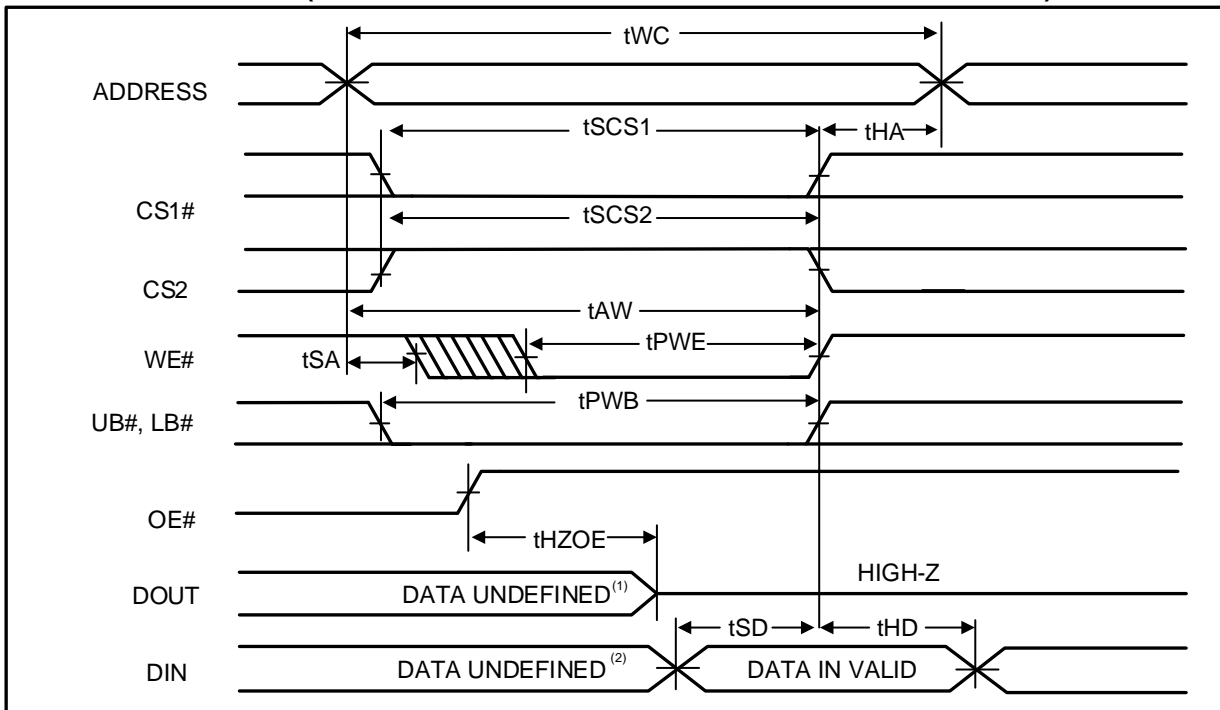 tWC
ADDRESS
tSCS1
tHA
CS1#
tSCS2
CS2
tAW
WE#
tSA
tPWE
UB#, LB#
tPWB
OE#
tHZOE
DOUT
DATA UNDEFINED(1)
HIGH-Z
tSD
tHD
DIN
DATA UNDEFINED (2)
DATA IN VALID